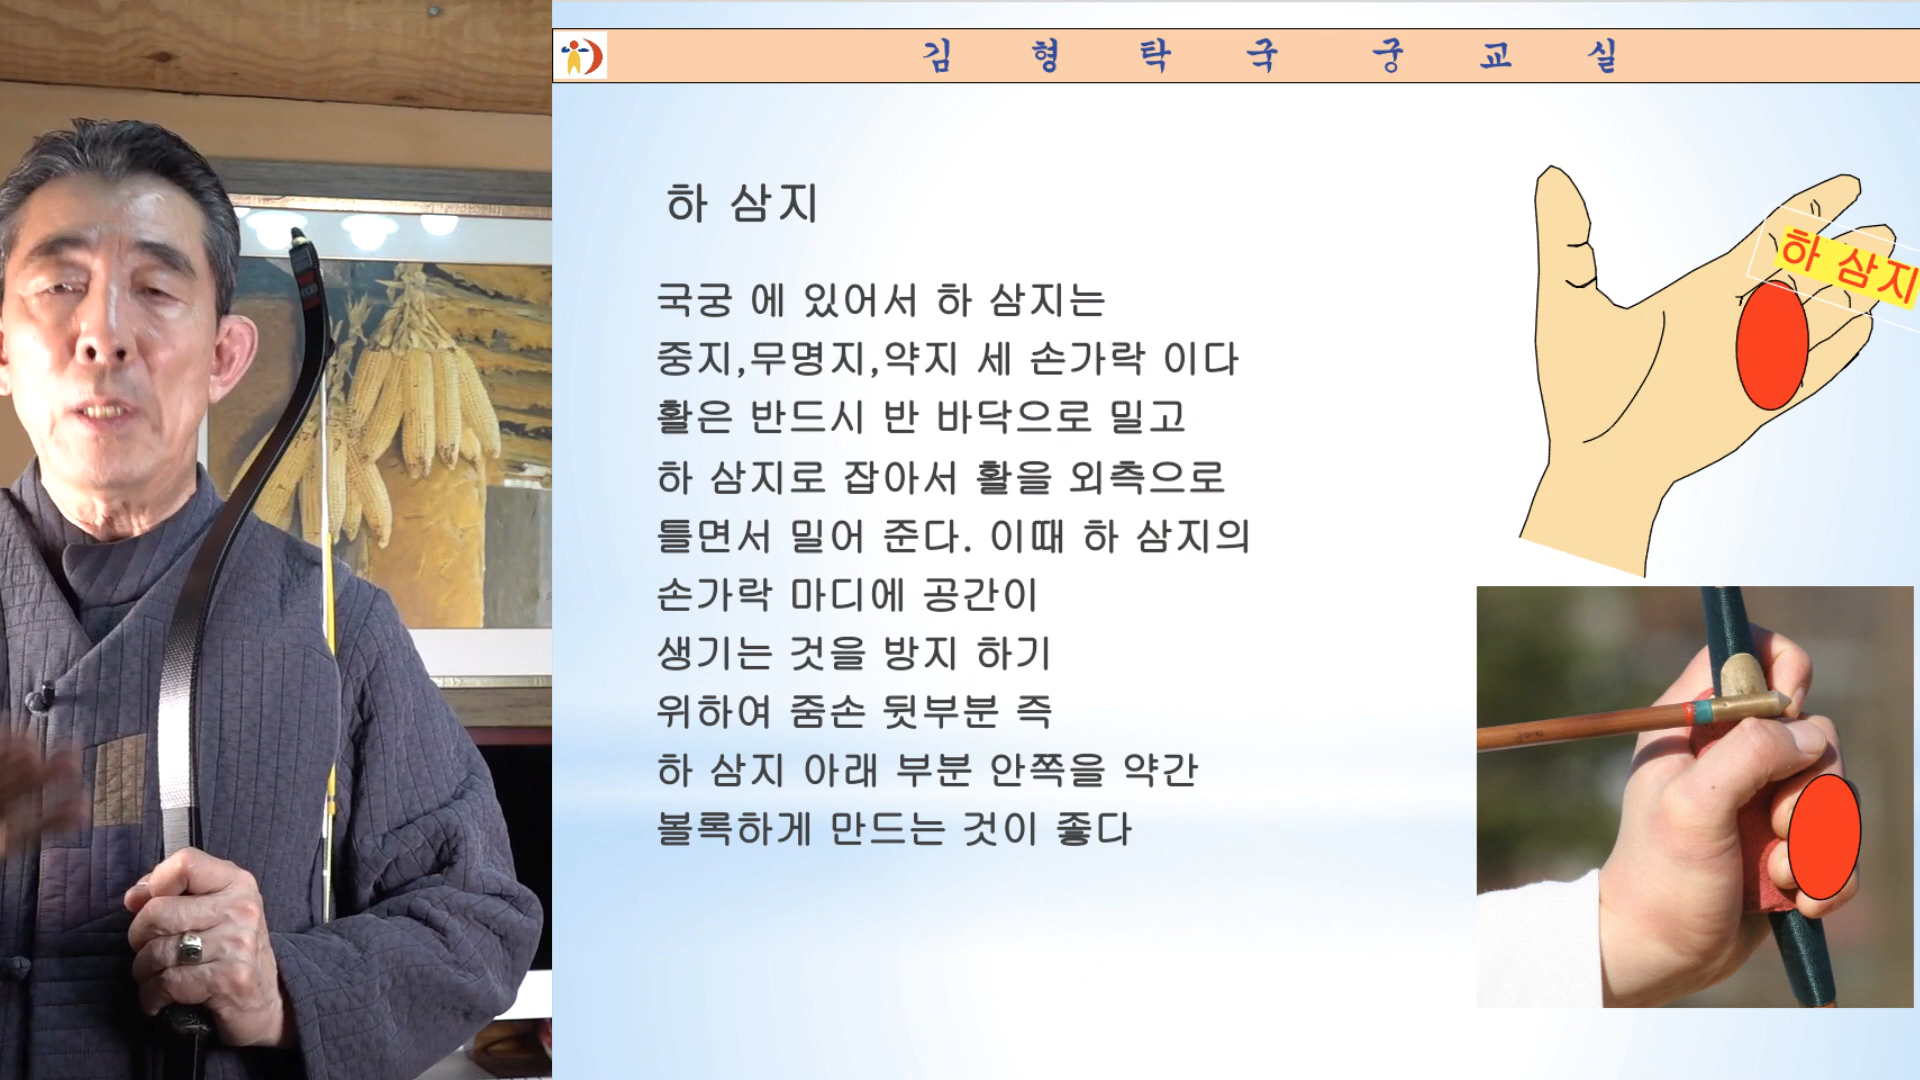 김 형 탁 국 궁 교 실
하 삼지
국궁 에 있어서 하 삼지는
중지,무명지,약지 세 손가락 이다
활은 반드시 반 바닥으로 밀고
하 삼지로 잡아서 활을 외측으로
틀면서 밀어 준다. 이때 하 삼지의
손가락 마디에 공간이
생기는 것을 방지 하기
위하여 줌손 뒷부분 즉
하 삼지 아래 부분 안쪽을 약간
볼록하게 만드는 것이 좋다
하 삼지